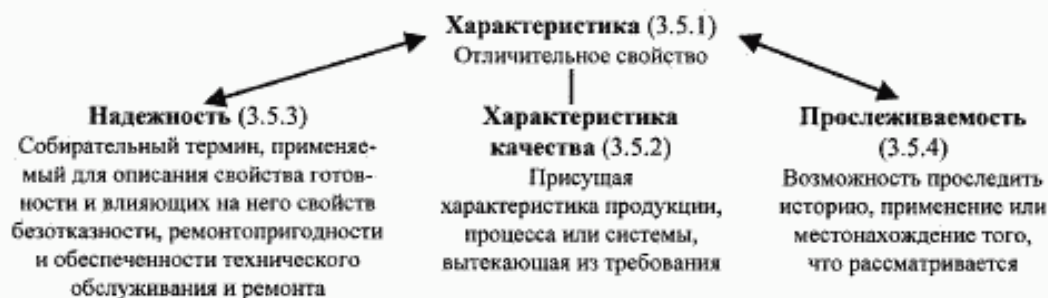 Характеристика (3.5.1)
Отличительное свойство
Надежность (3.5.3)
Собирательный термин, применяе-
мый для описания свойства готов-
ности и влияющих на него свойств
безотказности, ремонтопригодности
и обеспеченности технического
обслуживания и ремонта
Характеристика
качества (3.5.2)
Присущая
характеристика продукции,
процесса или системы,
вытекающая из требования
Прослеживаемость
(3.5.4)
Возможность проследить
историю, применение или
местонахождение того,
что рассматривается